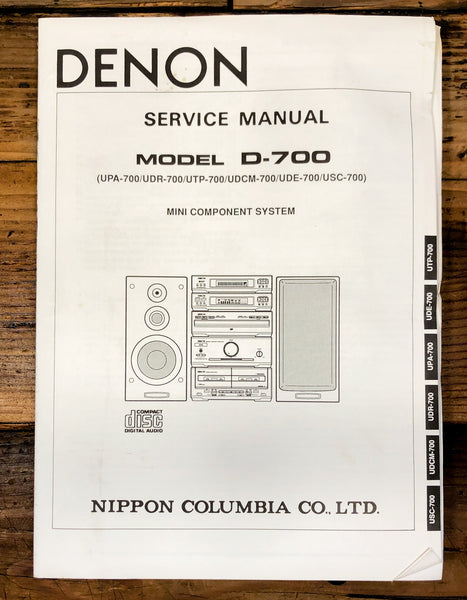 DENON
SERVICE MANUAL
MODEL D-700
(UPA-700/UDR-700/UTP-700/UDCM-700/UDE-700/USC-700)
MINI COMPONENT SYSTEM
COMPACT
disc
DIGITAL AUDIO
NIPPON COLUMBIA CO., LTD.
UTP-700
UDE-700
UPA-700
UDR-700
UDCM-700
USC-700